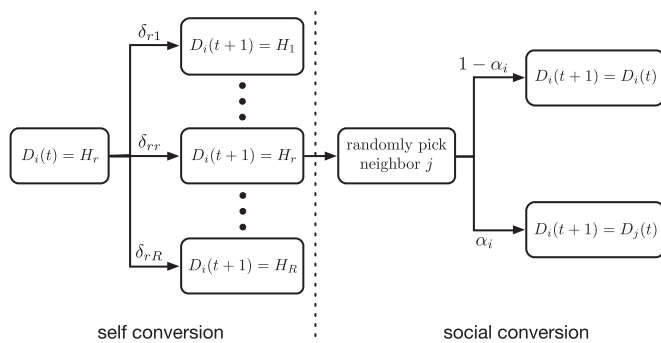 δ_{r1}
D_i(t + 1) = H_1
D_i(t) = H_r
δ_{rr}
D_i(t + 1) = H_r
δ_{rR}
D_i(t + 1) = H_R
self conversion
randomly pick
neighbor j
1 − α_i
D_i(t + 1) = D_i(t)
α_i
D_i(t + 1) = D_j(t)
social conversion